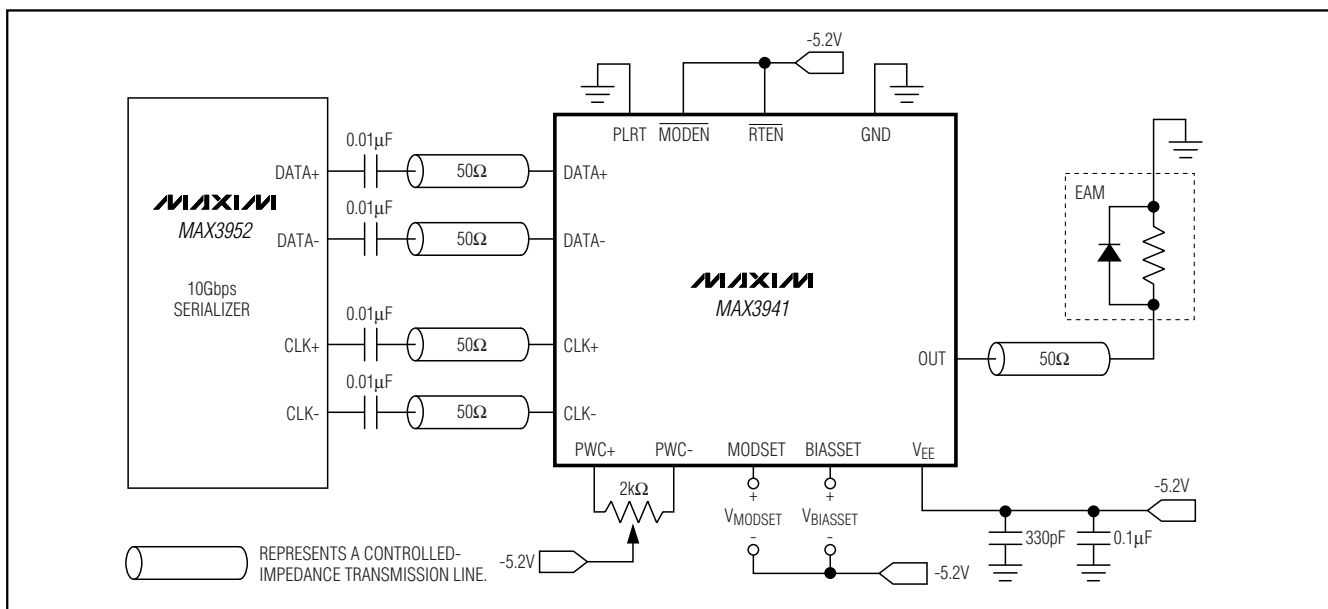 -5.2V
PLRT
MODEN
RTEN
GND
0.01µF
DATA+
50Ω
DATA+
EAM
MAXIM
MAX3952
0.01µF
DATA-
50Ω
DATA-
MAXIM
MAX3941
10Gbps
SERIALIZER
0.01µF
CLK+
50Ω
CLK+
OUT
50Ω
0.01µF
CLK-
50Ω
CLK-
PWC+
PWC-
MODSET
BIASSET
VEE
2kΩ
+
VMODSET
-
+
VBIASSET
-
-5.2V
330pF
0.1µF
REPRESENTS A CONTROLLED-
IMPEDANCE TRANSMISSION LINE.
-5.2V
-5.2V